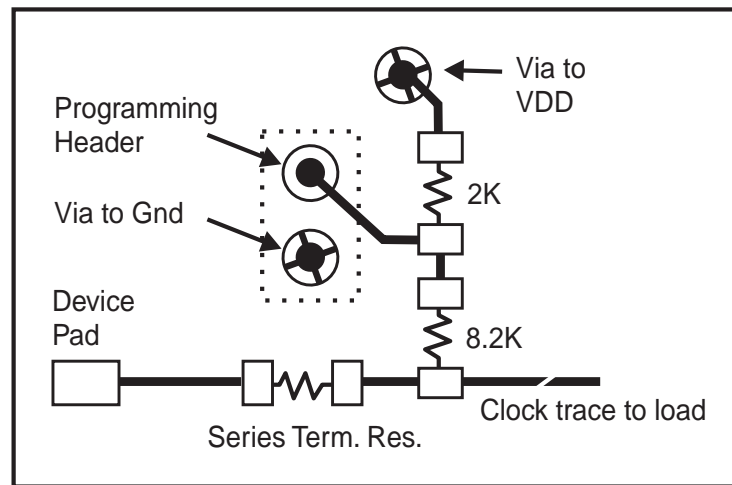 Via to
VDD
Programming
Header
2K
Via to Gnd
Device
Pad
8.2K
Clock trace to load
Series Term. Res.